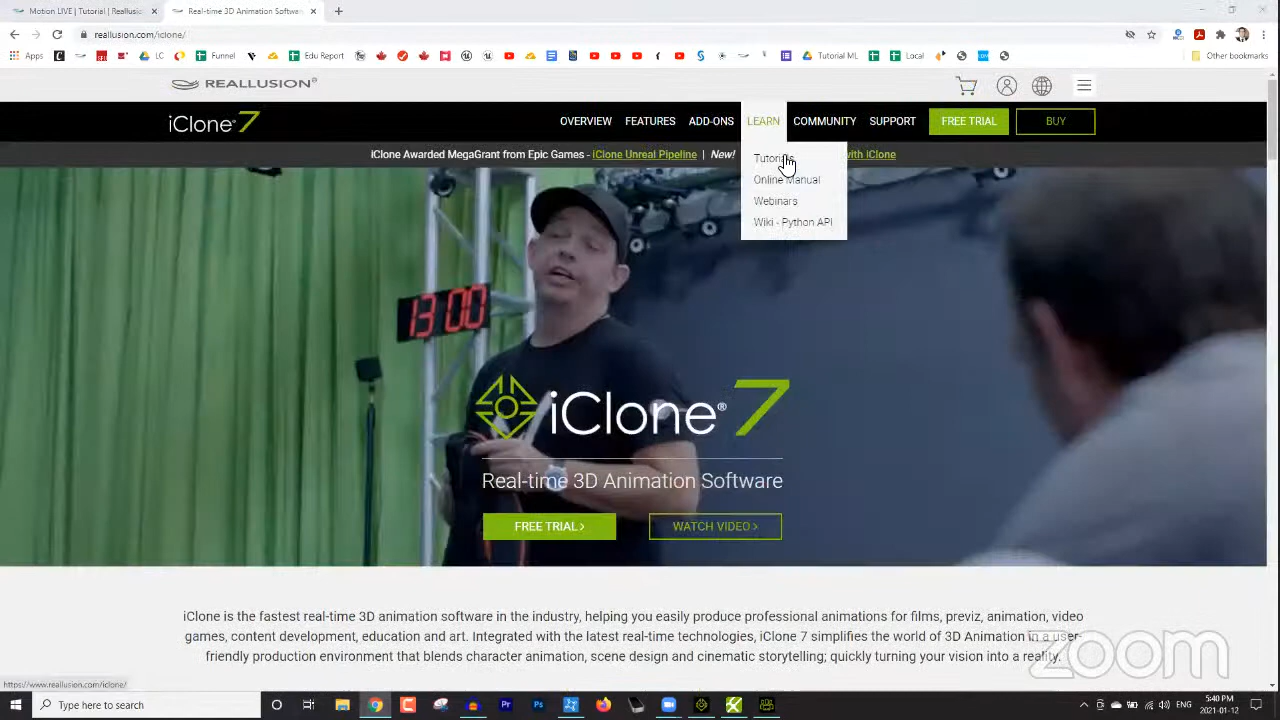 Motion LIVE | Tutorial | Reallusio
Real-time 3D Animation Softwar
reallusion.com/iclone/
Apps
LC
Funnel
Edu Report
Tutorial ML
Local
Other bookmarks
REALLUSION®
iClone® 7
OVERVIEW
FEATURES
ADD-ONS
LEARN
COMMUNITY
SUPPORT
FREE TRIAL
BUY
iClone Awarded MegaGrant from Epic Games - iClone Unreal Pipeline | New!
with iClone
Tutorials
Online Manual
Webinars
Wiki - Python API
13 00
iClone® 7
Real-time 3D Animation Software
FREE TRIAL >
WATCH VIDEO >
iClone is the fastest real-time 3D animation software in the industry, helping you easily produce professional animations for films, previz, animation, video
games, content development, education and art. Integrated with the latest real-time technologies, iClone 7 simplifies the world of 3D Animation in a user-
friendly production environment that blends character animation, scene design and cinematic storytelling; quickly turning your vision into a reality.
zoom
https://www.reallusion.com/iclone/
Type here to search
ENG
5:40 PM
2021-01-12